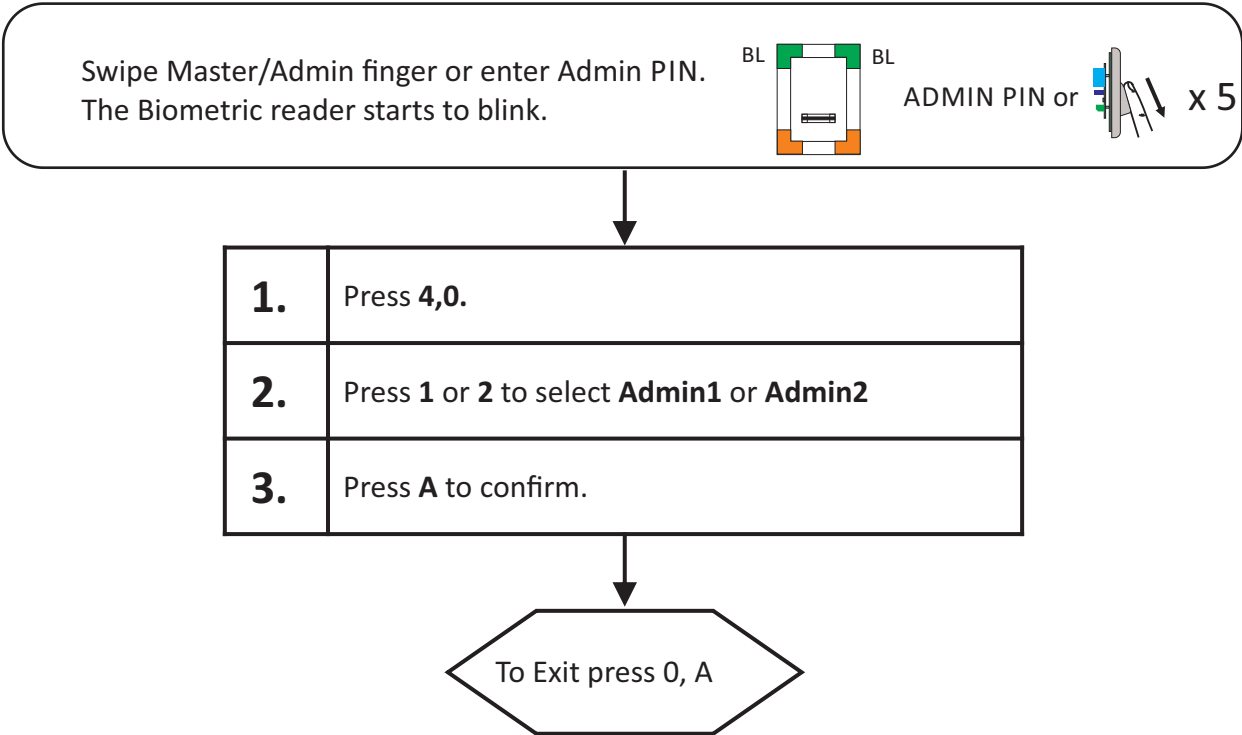 Swipe Master/Admin finger or enter Admin PIN.
The Biometric reader starts to blink.
BL
BL
ADMIN PIN or
x 5
1.
Press 4,0.
2.
Press 1 or 2 to select Admin1 or Admin2
3.
Press A to confirm.
To Exit press 0, A